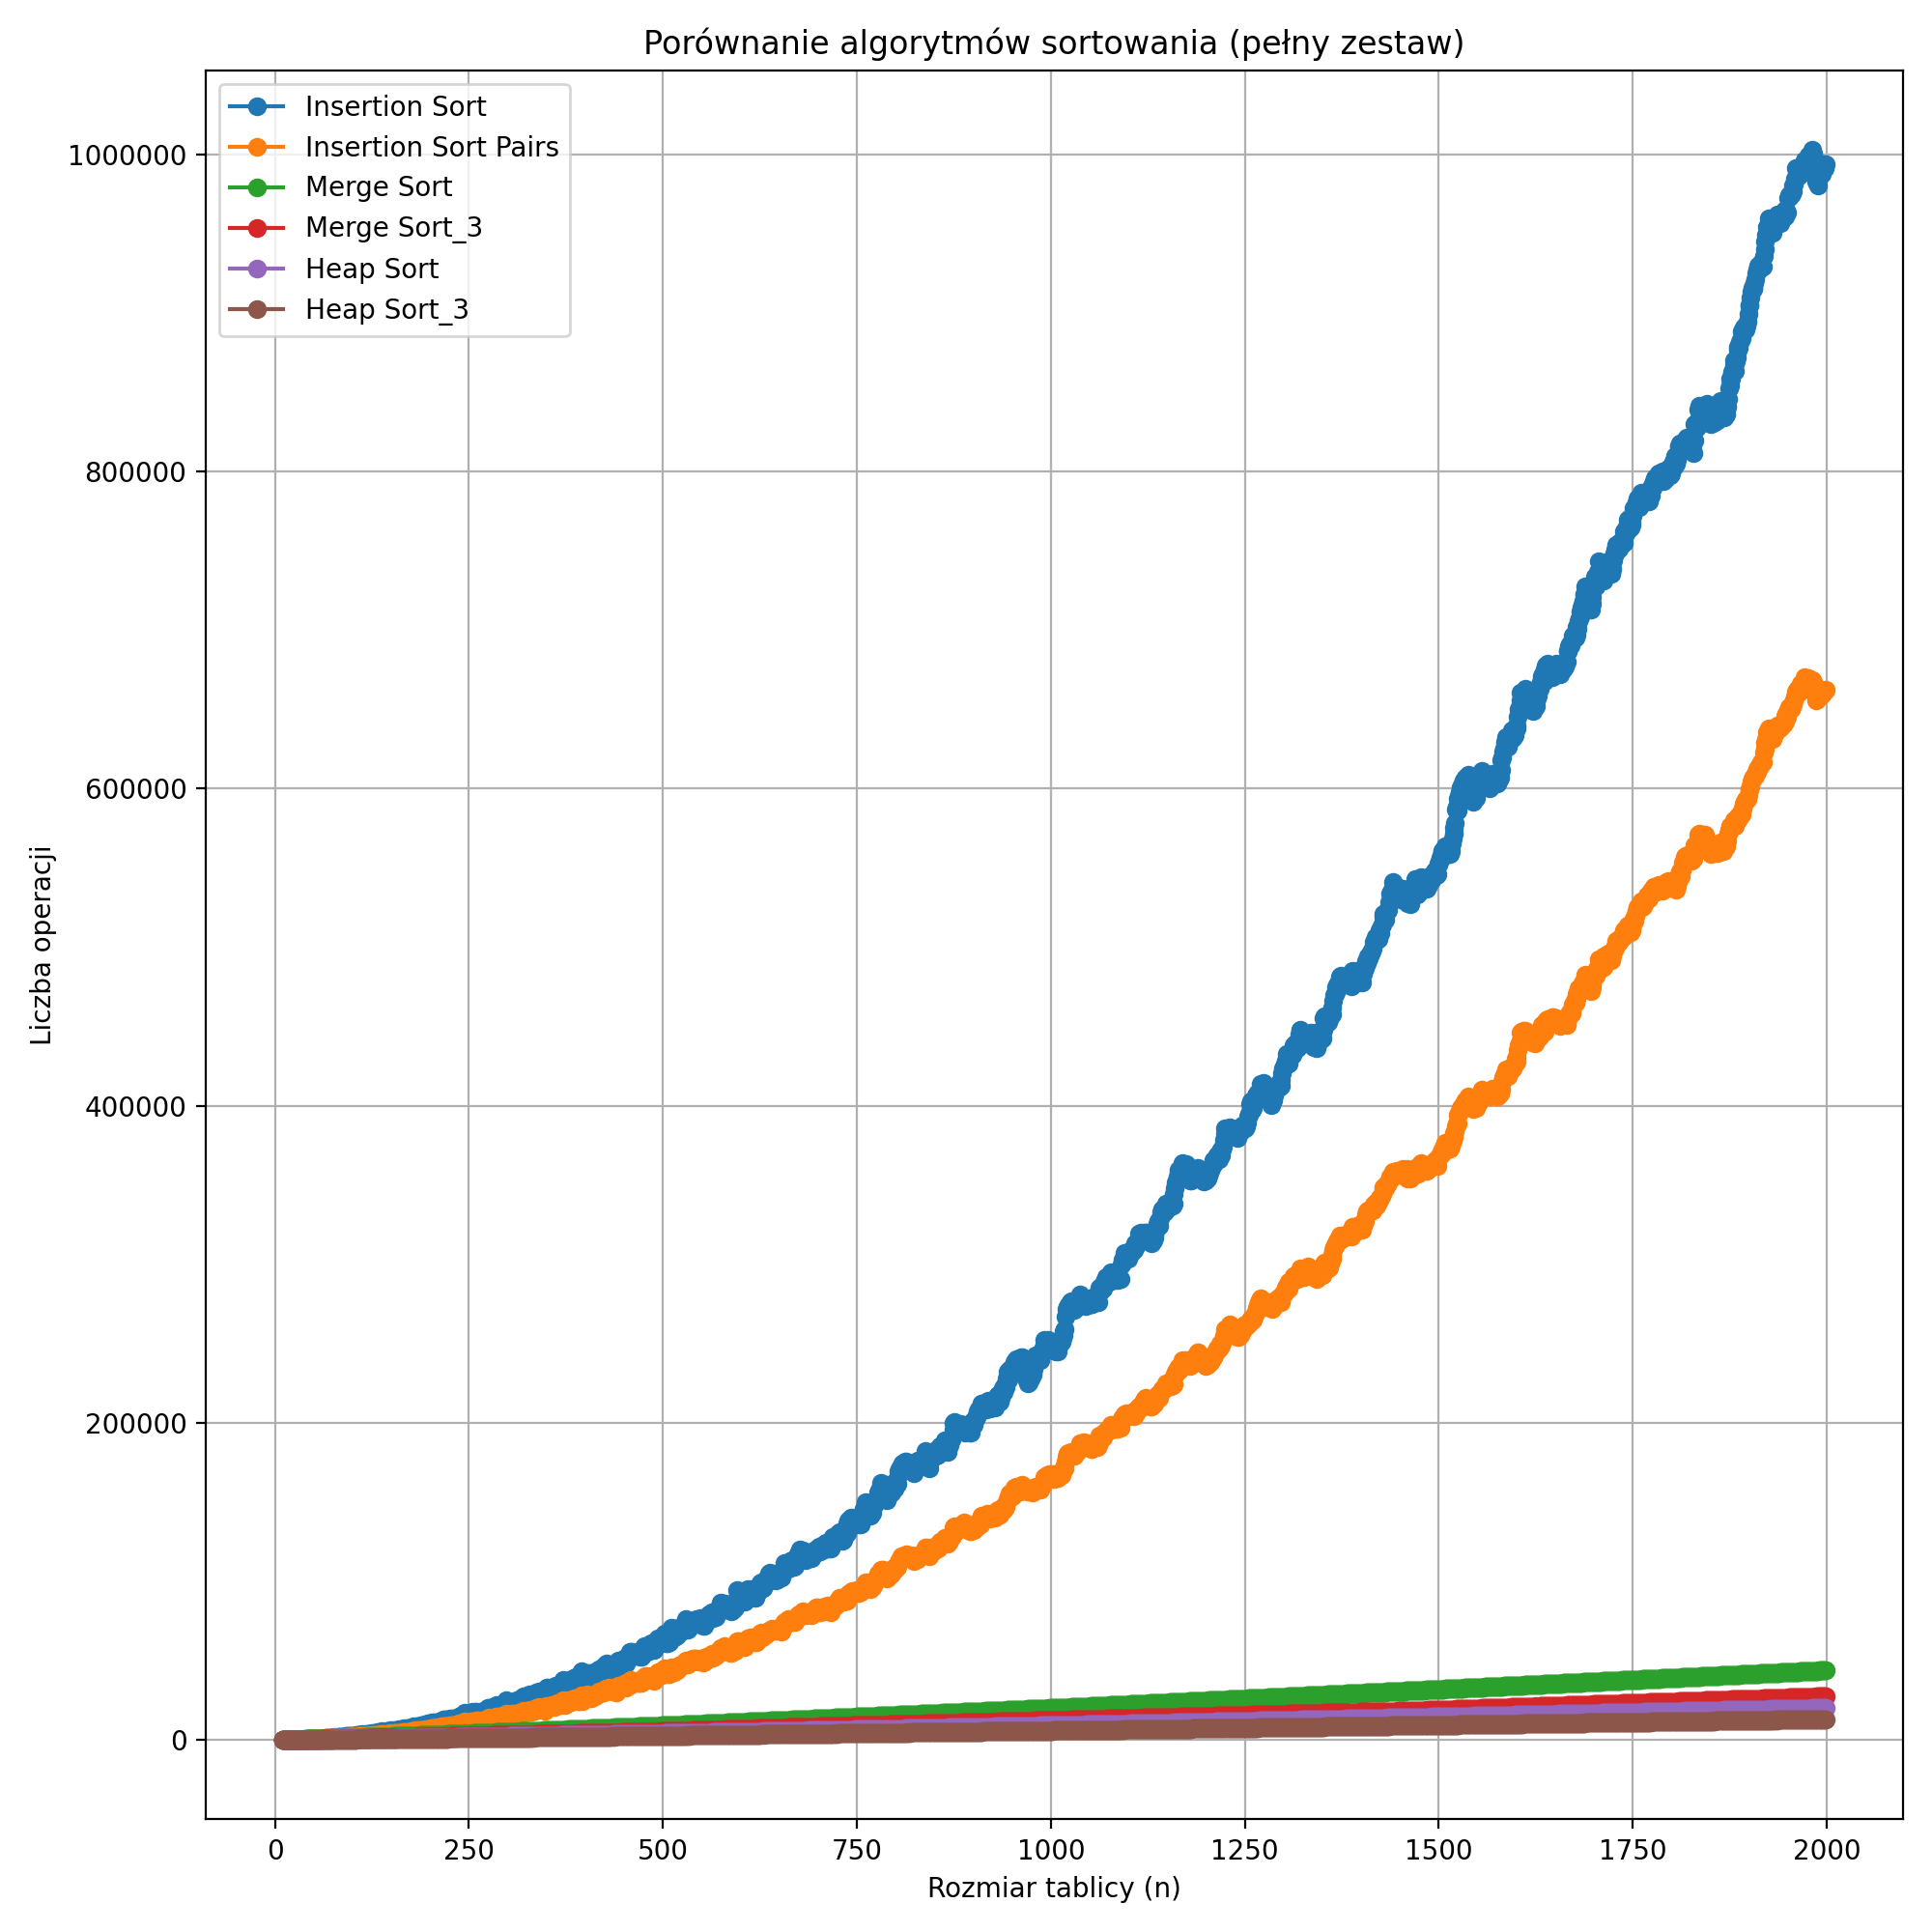 Porównanie algorytmów sortowania (pełny zestaw)
Insertion Sort
Insertion Sort Pairs
Merge Sort
Merge Sort_3
Heap Sort
Heap Sort_3
1000000
800000
600000
400000
200000
0
Liczba operacji
0 250 500 750 1000 1250 1500 1750 2000
Rozmiar tablicy (n)